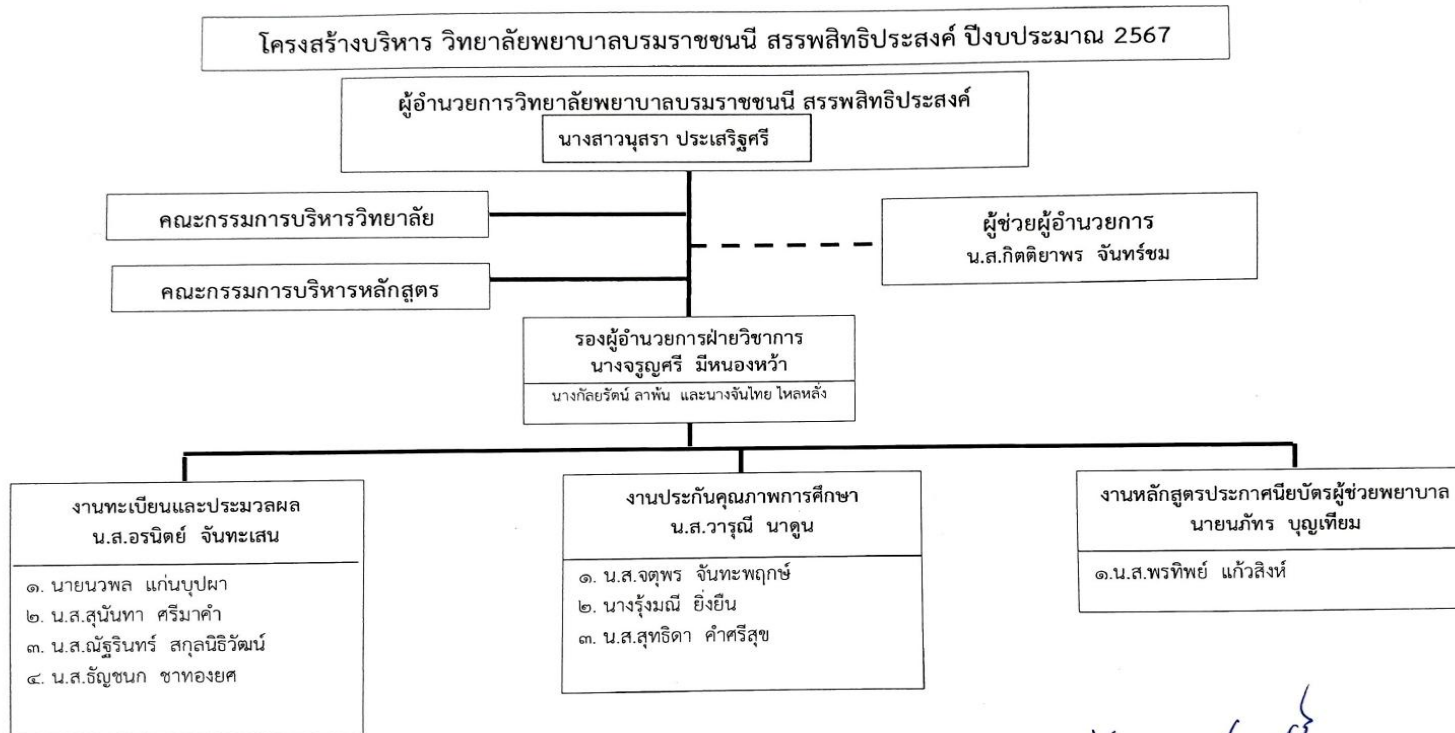 โครงสร้างบริหาร วิทยาลัยพยาบาลบรมราชชนนี สรรพสิทธิประสงค์ ปีงบประมาณ 2567
ผู้อำนวยการวิทยาลัยพยาบาลบรมราชชนนี สรรพสิทธิประสงค์
นางสาวนุสรา ประเสริฐศรี
คณะกรรมการบริหารวิทยาลัย
ผู้ช่วยผู้อำนวยการ
น.ส.กิตติยาพร จันทร์ชม
คณะกรรมการบริหารหลักสูตร
รองผู้อำนวยการฝ่ายวิชาการ
นางจรูญศรี มีหนองหว้า
นางกัลยรัตน์ ลาพ้น และนางจันไทย ไหลหลั่ง
งานทะเบียนและประมวลผล
น.ส.อรนิตย์ จันทะเสน
๑. นายนวพล แก่นบุปผา
๒. น.ส.สุนันทา ศรีมาคำ
๓. น.ส.ณัฐรินทร์ สกุลนิธิวัฒน์
๔. น.ส.ธัญชนก ชาทองยศ
งานประกันคุณภาพการศึกษา
น.ส.วารุณี นาดูน
๑. น.ส.จตุพร จันทะพฤกษ์
๒. นางรุ้งมณี ยิ่งยืน
๓. น.ส.สุทธิดา คำศรีสุข
งานหลักสูตรประกาศนียบัตรผู้ช่วยพยาบาล
นายนภัทร บุญเทียม
๑.น.ส.พรทิพย์ แก้วสิงห์